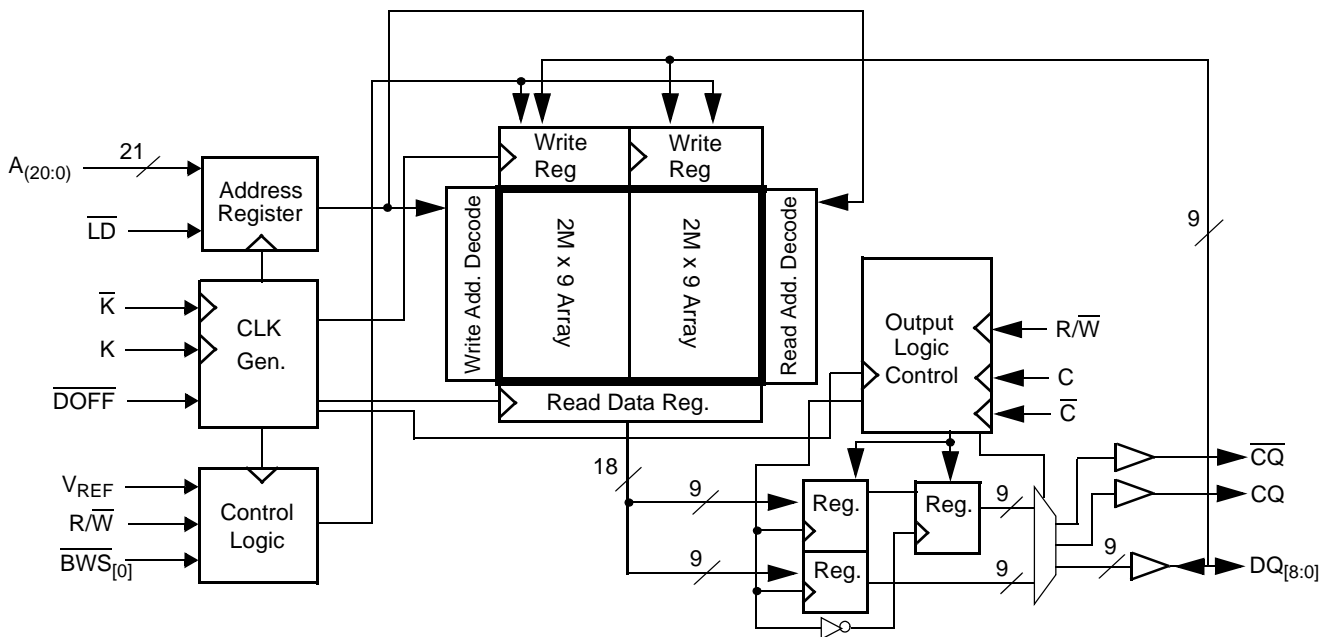 A(20:0)
21
LD
Address
Register
K
K
DOFF
CLK
Gen.
VREF
R/W
BWS[0]
Control
Logic
Write
Reg
Write
Reg
Write Add. Decode
2M x 9 Array
2M x 9 Array
Read Add. Decode
Read Data Reg.
Output
Logic
Control
R/W
C
C
9
18
9
9
Reg.
Reg.
Reg.
9
9
9
CQ
CQ
DQ[8:0]